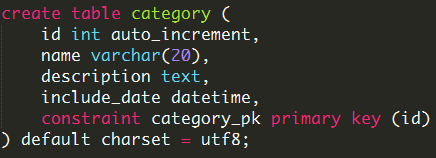 create table category (
    id int auto_increment,
    name varchar(20),
    description text,
    include_date datetime,
    constraint category_pk primary key (id)
) default charset = utf8;